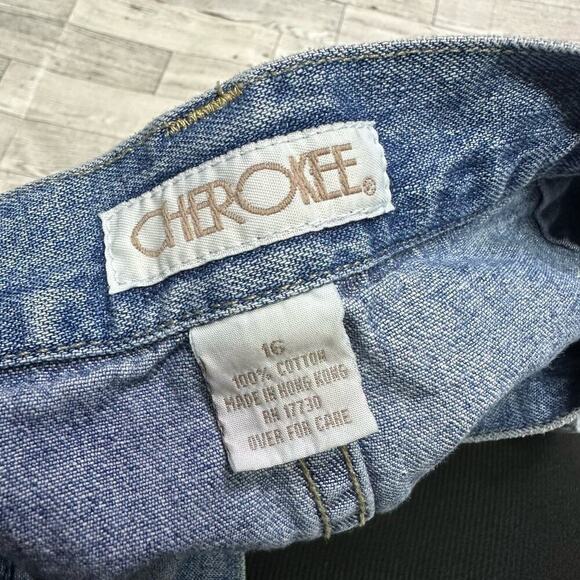 CHEROKEE®
16
100% COTTON
MADE IN HONG KONG
RN 17730
OVER FOR CARE